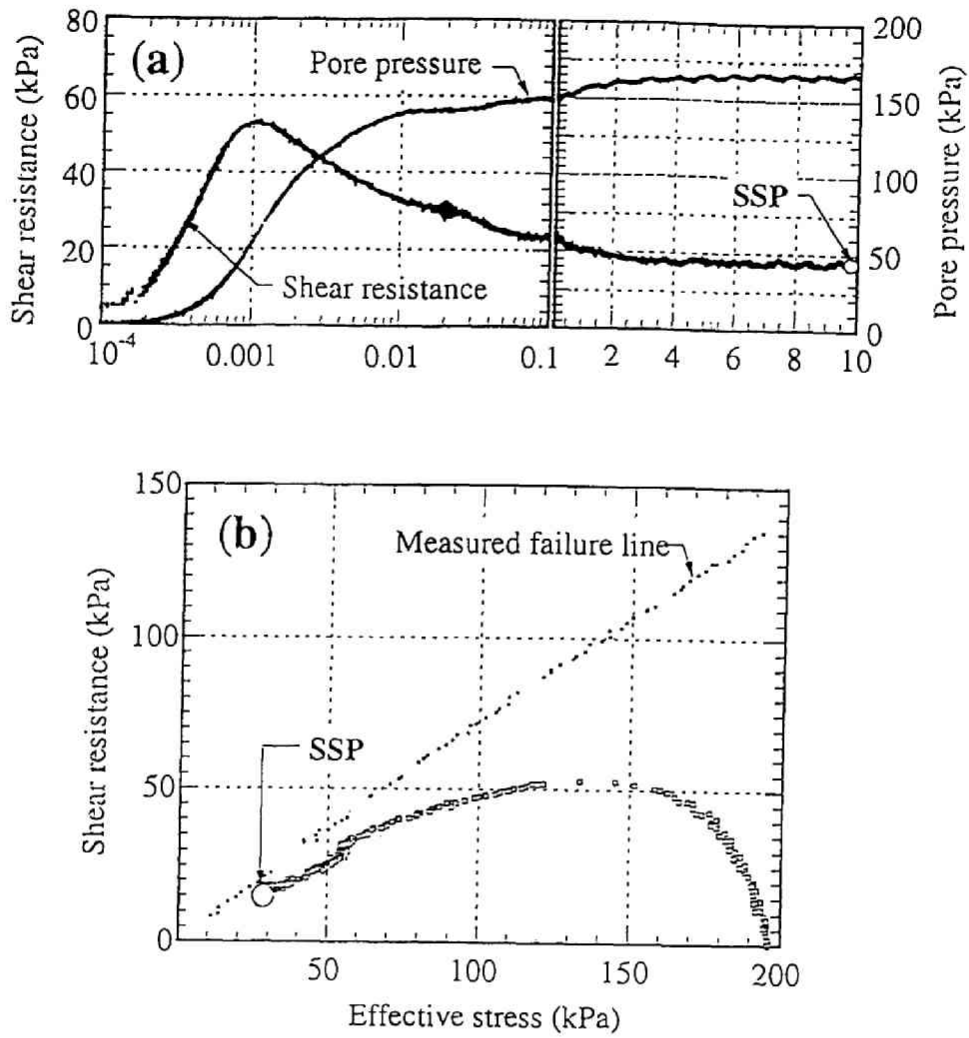 (a)
Shear resistance (kPa)
80
60
40
20
0
Pore pressure
Shear resistance
SSP
200
150
100
50
0
Pore pressure (kPa)
10-4
0.001
0.01
0.1
2
4
6
8
10
(b)
Shear resistance (kPa)
150
100
50
0
Measured failure line
SSP
50
100
150
200
Effective stress (kPa)